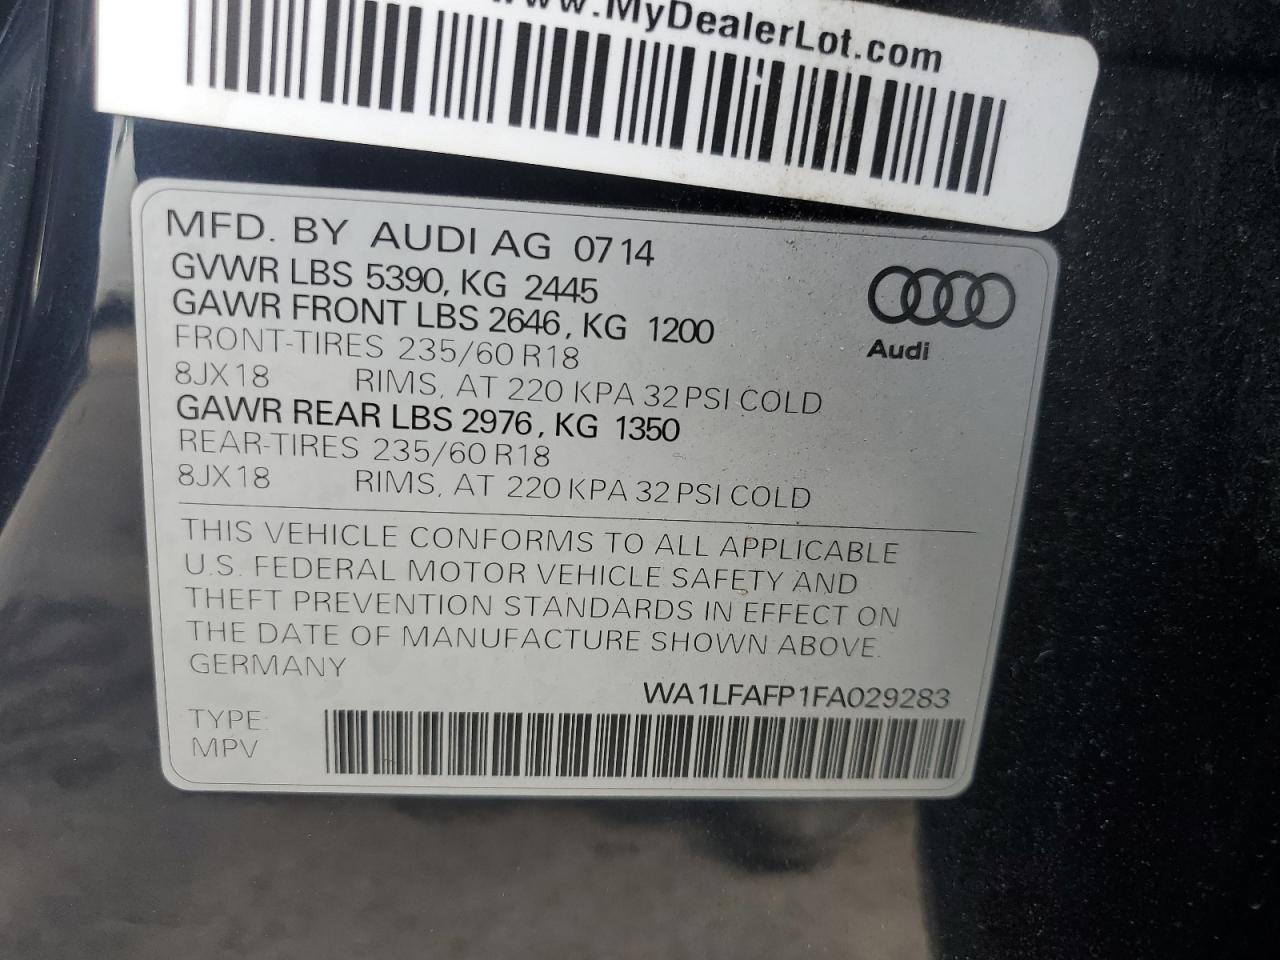 www.MyDealerLot.com
MFD. BY AUDI AG 0714
GVWR LBS 5390, KG 2445
GAWR FRONT LBS 2646, KG 1200
FRONT-TIRES 235/60 R18
8JX18 RIMS, AT 220 KPA 32 PSI COLD
GAWR REAR LBS 2976, KG 1350
REAR-TIRES 235/60 R18
8JX18 RIMS, AT 220 KPA 32 PSI COLD
Audi
THIS VEHICLE CONFORMS TO ALL APPLICABLE
U.S. FEDERAL MOTOR VEHICLE SAFETY AND
THEFT PREVENTION STANDARDS IN EFFECT ON
THE DATE OF MANUFACTURE SHOWN ABOVE.
GERMANY
WA1LFAFP1FA029283
TYPE:
MPV